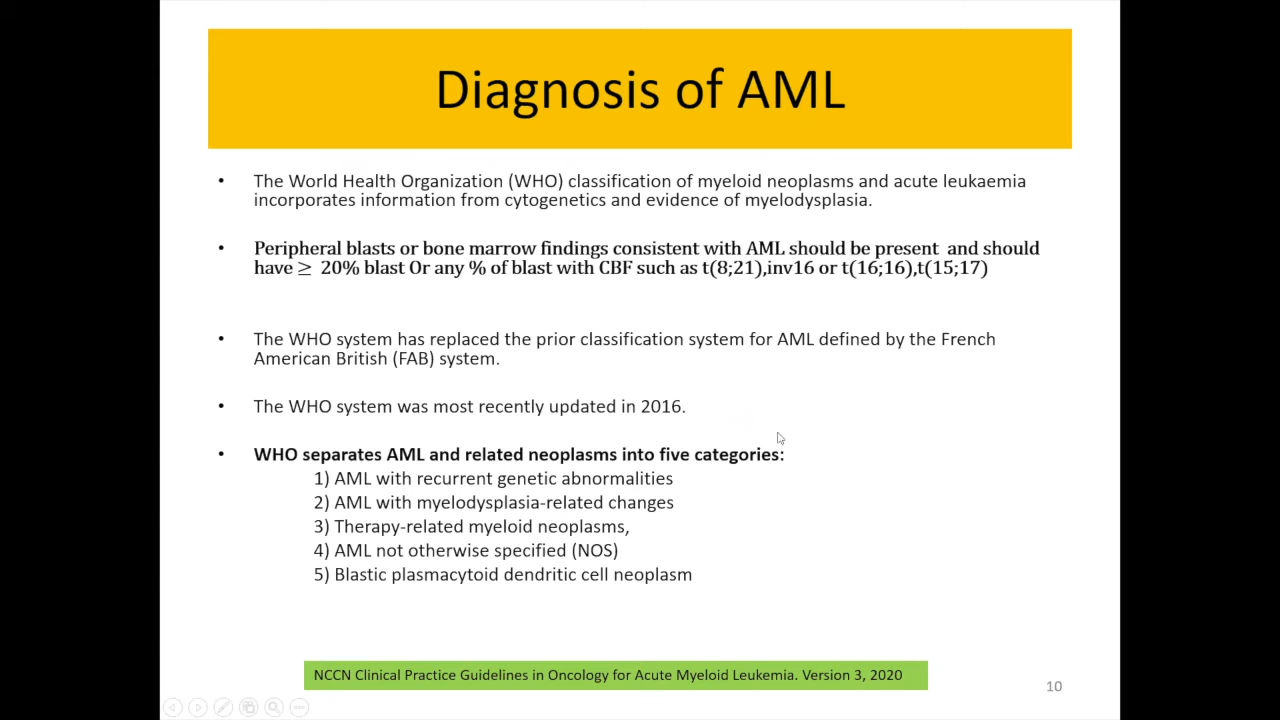 Diagnosis of AML
• The World Health Organization (WHO) classification of myeloid neoplasms and acute leukaemia
incorporates information from cytogenetics and evidence of myelodysplasia.
• Peripheral blasts or bone marrow findings consistent with AML should be present and should
have ≥ 20% blast Or any % of blast with CBF such as t(8;21),inv16 or t(16;16),t(15;17)
• The WHO system has replaced the prior classification system for AML defined by the French
American British (FAB) system.
• The WHO system was most recently updated in 2016.
• WHO separates AML and related neoplasms into five categories:
1) AML with recurrent genetic abnormalities
2) AML with myelodysplasia-related changes
3) Therapy-related myeloid neoplasms,
4) AML not otherwise specified (NOS)
5) Blastic plasmacytoid dendritic cell neoplasm
NCCN Clinical Practice Guidelines in Oncology for Acute Myeloid Leukemia. Version 3, 2020
10